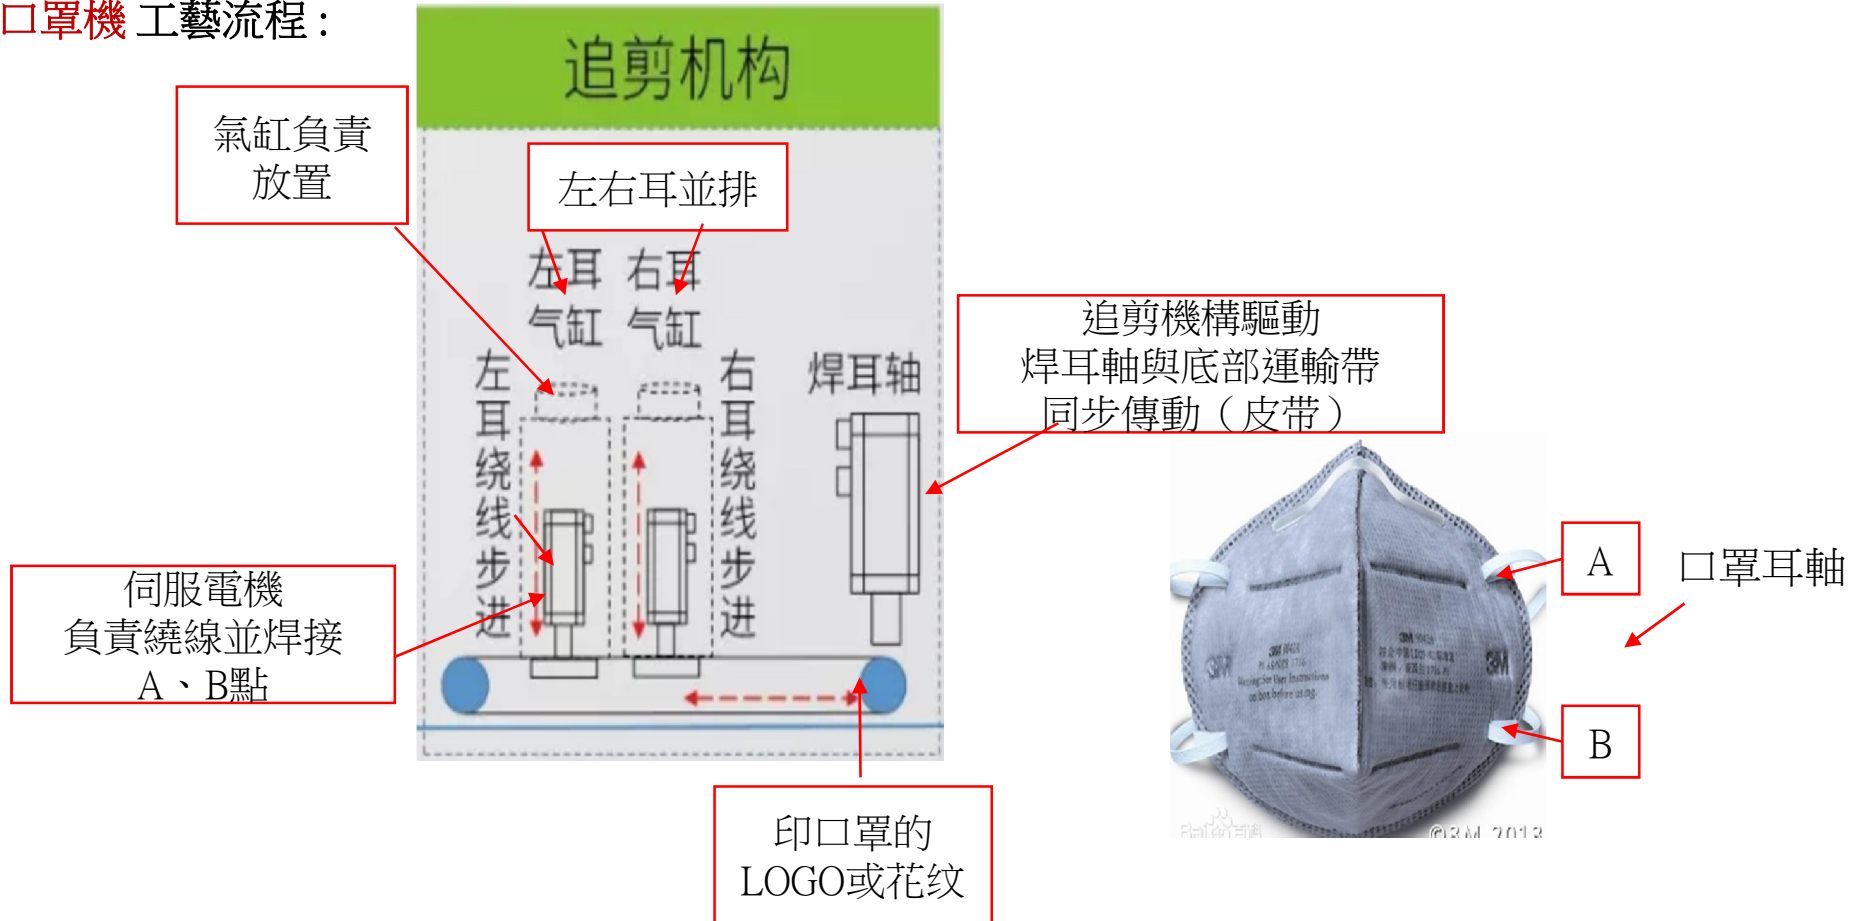 口罩機 工藝流程：
追剪机构
氣缸負責
放置
左右耳並排
左耳
气缸
右耳
气缸
左耳绕线步进
右耳绕线步进
焊耳轴
追剪機構驅動
焊耳軸與底部運輸帶
同步傳動（皮帶）
伺服電機
負責繞線並焊接
A、B點
印口罩的
LOGO或花纹
A
口罩耳軸
B
3M
3M
©3M 2013